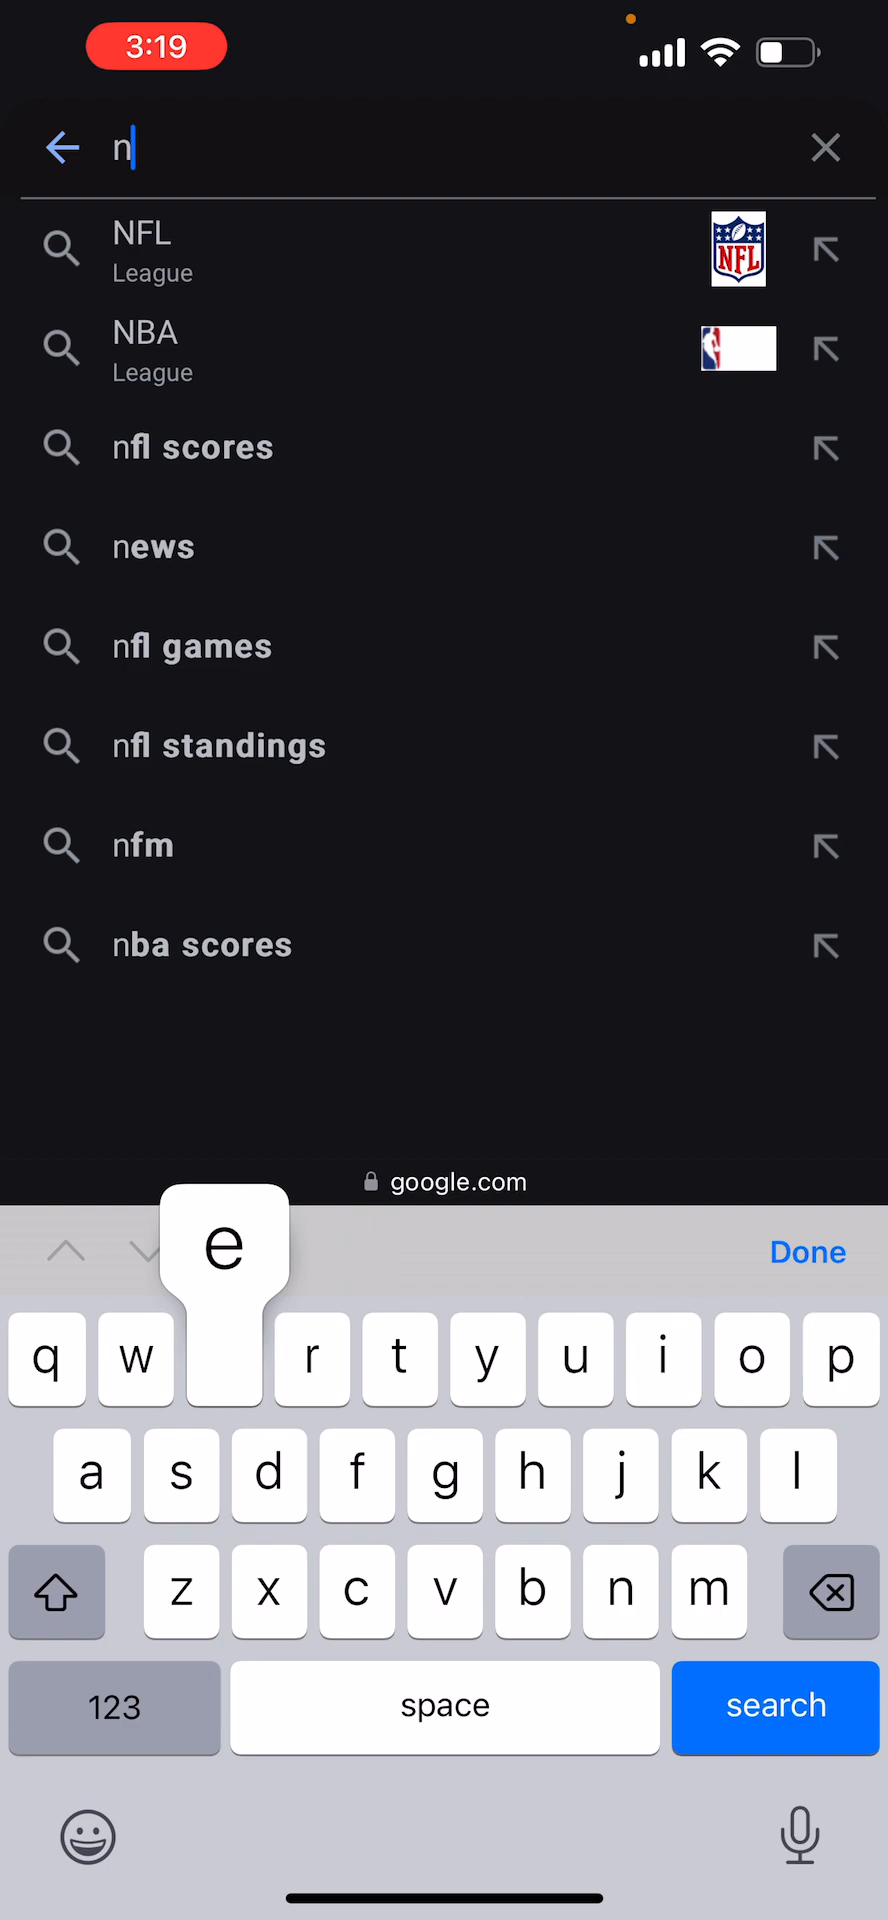 3:19
n
NFL
League
NFL
NBA
League
nfl scores
news
nfl games
nfl standings
nfm
nba scores
google.com
e
Done
q w r t y u i o p
a s d f g h j k l
z x c v b n m
123 space search